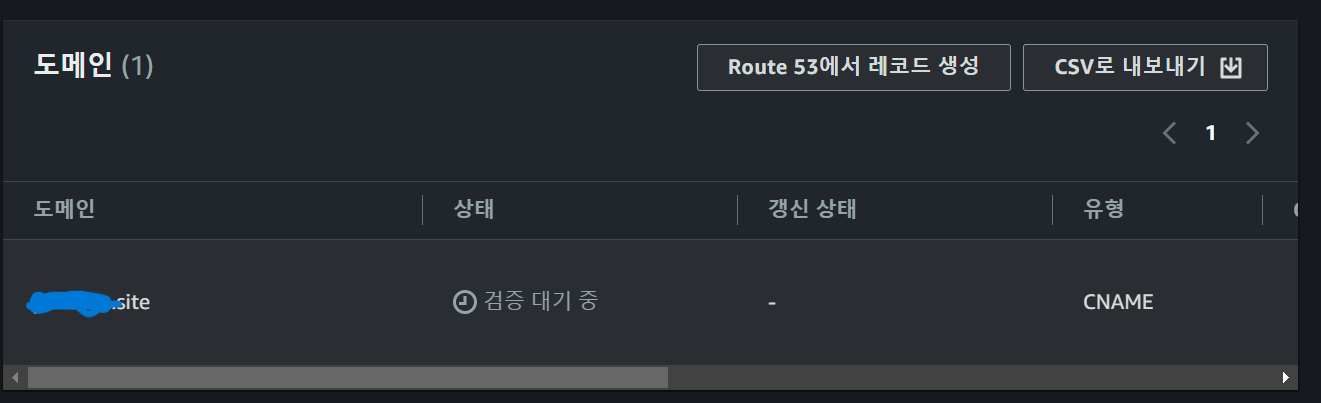 도메인 (1)
Route 53에서 레코드 생성
CSV로 내보내기
1
도메인 상태 갱신 상태 유형
.site 검증 대기 중 - CNAME